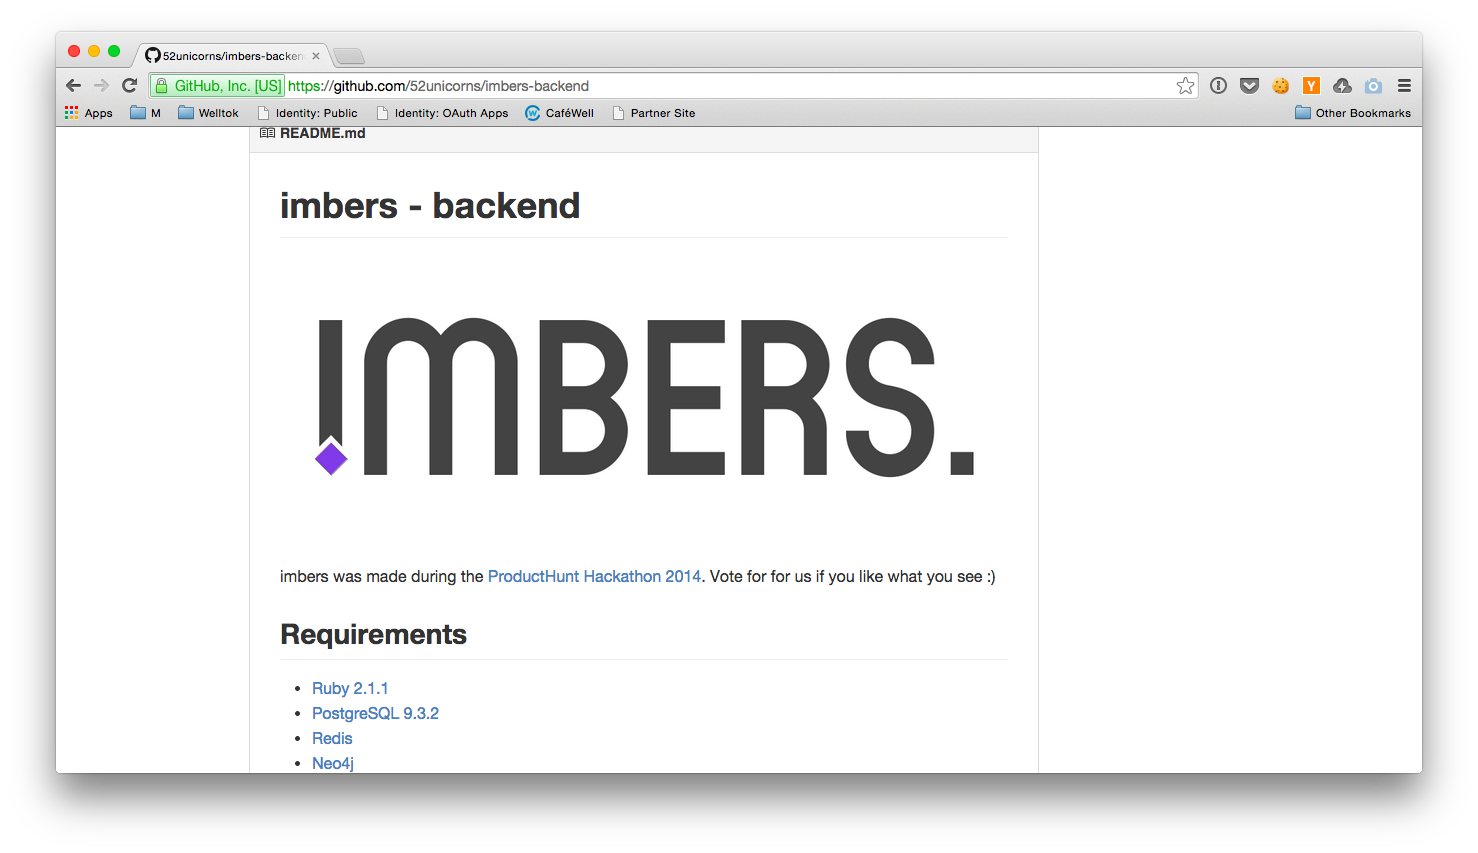 52unicorns/imbers-backen
GitHub, Inc. [US] https://github.com/52unicorns/imbers-backend
Apps M Welltok Identity: Public Identity: OAuth Apps CaféWell Partner Site Other Bookmarks
README.md
imbers - backend
IMBERS.
imbers was made during the ProductHunt Hackathon 2014. Vote for for us if you like what you see :)
Requirements
• Ruby 2.1.1
• PostgreSQL 9.3.2
• Redis
• Neo4j